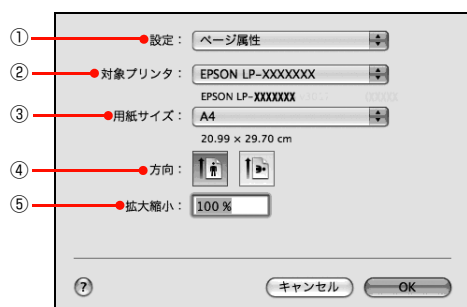 ① 設定： ページ属性
② 対象プリンタ： EPSON LP-XXXXXXX
EPSON LP-XXXXXXX
③ 用紙サイズ： A4
20.99 × 29.70 cm
④ 方向：
⑤ 拡大縮小： 100 %
? キャンセル OK